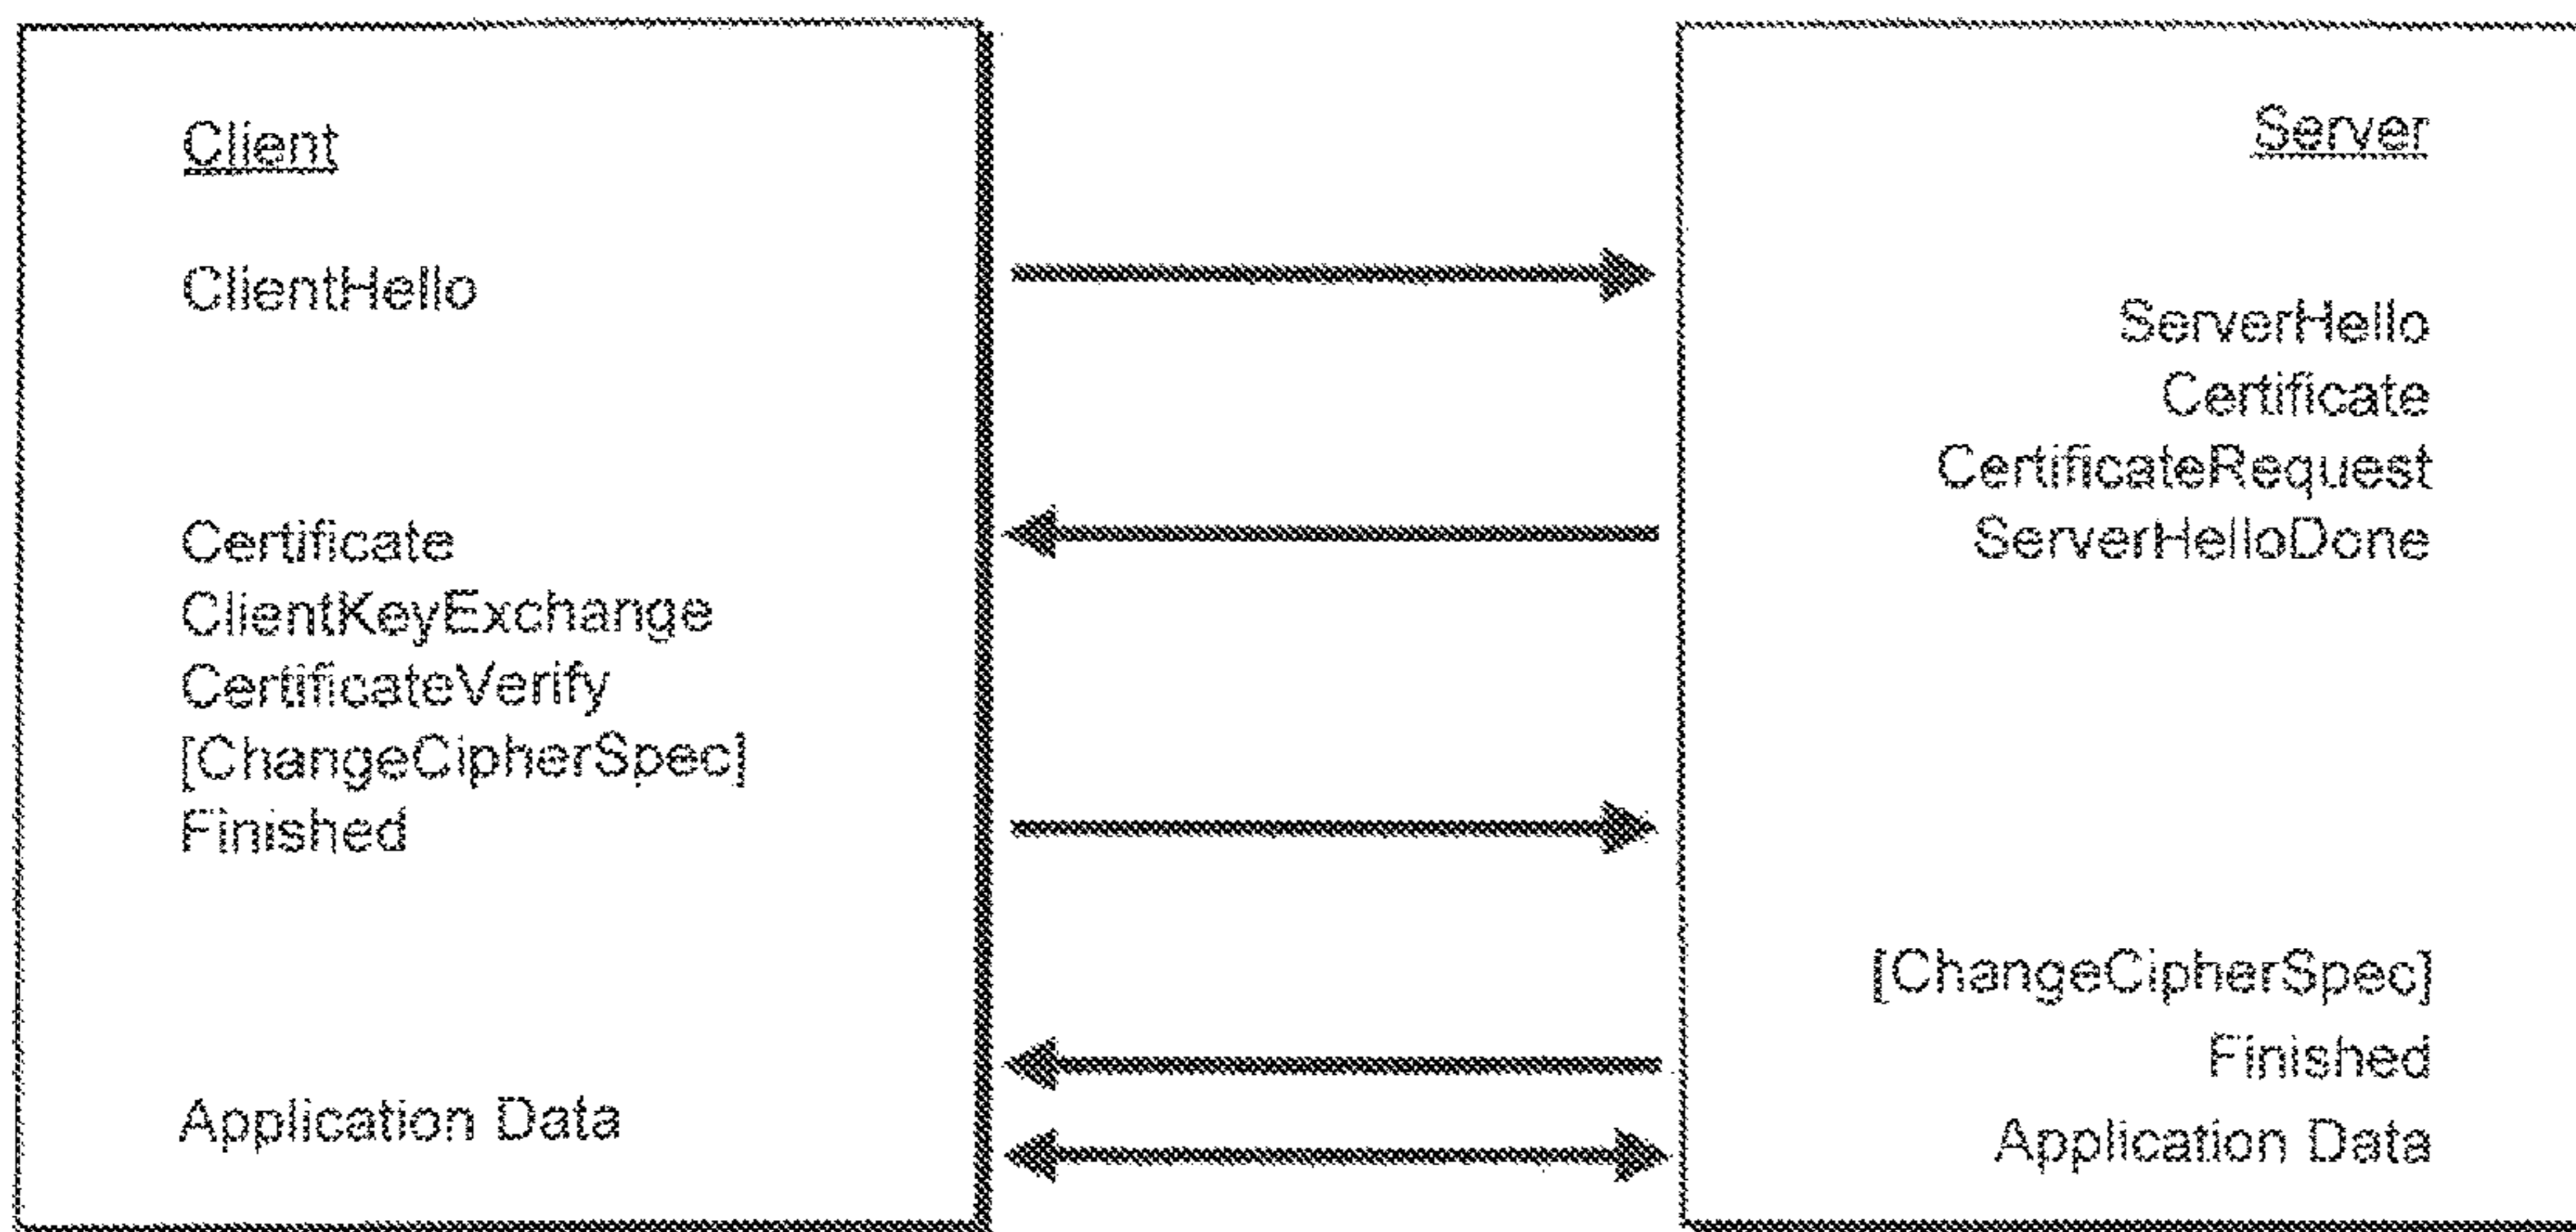 Client
ClientHello
Certificate
ClientKeyExchange
CertificateVerify
[ChangeCipherSpec]
Finished
Application Data
Server
ServerHello
Certificate
CertificateRequest
ServerHelloDone
[ChangeCipherSpec]
Finished
Application Data